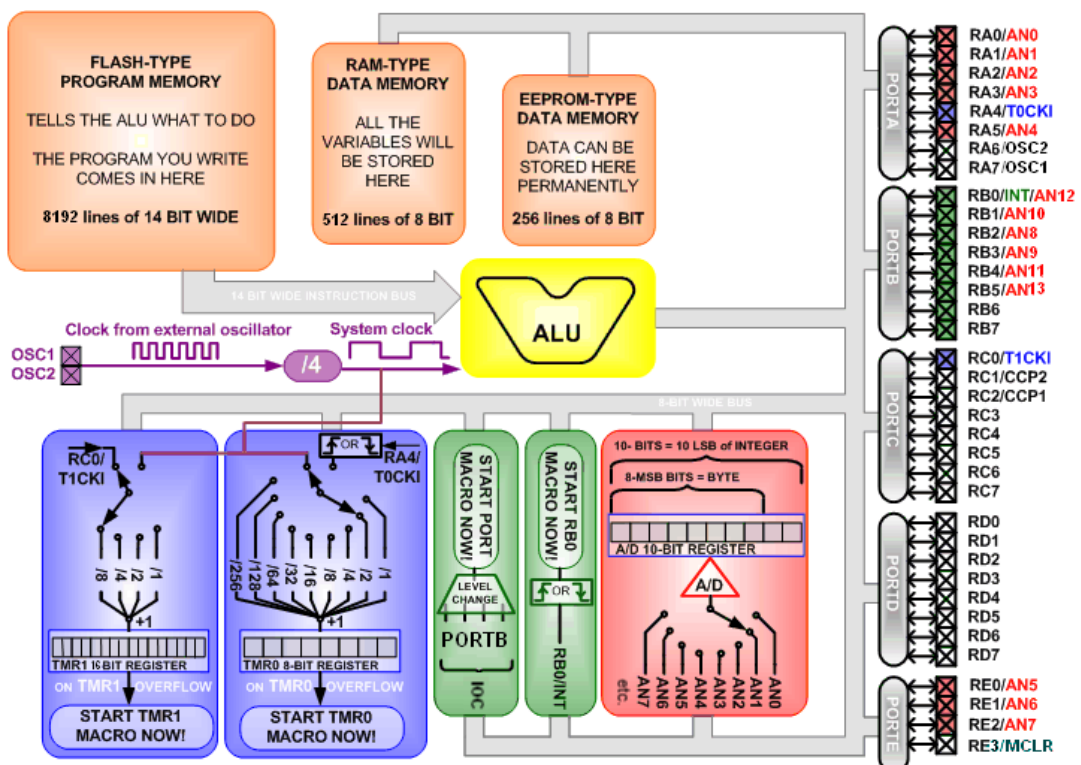 FLASH-TYPE
PROGRAM MEMORY
TELLS THE ALU WHAT TO DO
THE PROGRAM YOU WRITE
COMES IN HERE
8192 lines of 14 BIT WIDE
RAM-TYPE
DATA MEMORY
ALL THE
VARIABLES WILL
BE STORED
HERE
512 lines of 8 BIT
EEPROM-TYPE
DATA MEMORY
DATA CAN BE
STORED HERE
PERMANENTLY
256 lines of 8 BIT
14 BIT WIDE INSTRUCTION BUS
ALU
Clock from external oscillator
System clock
OSC1
OSC2
/4
8-BIT WIDE BUS
RC0/
T1CKI
/8
/4
/2
/1
+1
TMR1 16-BIT REGISTER
ON TMR1 OVERFLOW
START TMR1
MACRO NOW!
OR
RA4/
T0CKI
/256
/128
/64
/32
/16
/8
/4
/2
/1
+1
TMR0 8-BIT REGISTER
ON TMR0 OVERFLOW
START TMR0
MACRO NOW!
START PORT
MACRO NOW!
LEVEL
CHANGE
PORTB
IOC
START RB0
MACRO NOW!
OR
RB0/INT
10- BITS = 10 LSB of INTEGER
8-MSB BITS = BYTE
A/D 10-BIT REGISTER
A/D
etc.
AN7
AN6
AN5
AN4
AN3
AN2
AN1
AN0
PORTA
RA0/AN0
RA1/AN1
RA2/AN2
RA3/AN3
RA4/T0CKI
RA5/AN4
RA6/OSC2
RA7/OSC1
PORTB
RB0/INT/AN12
RB1/AN10
RB2/AN8
RB3/AN9
RB4/AN11
RB5/AN13
RB6
RB7
PORTC
RC0/T1CKI
RC1/CCP2
RC2/CCP1
RC3
RC4
RC5
RC6
RC7
PORTD
RD0
RD1
RD2
RD3
RD4
RD5
RD6
RD7
PORTE
RE0/AN5
RE1/AN6
RE2/AN7
RE3/MCLR